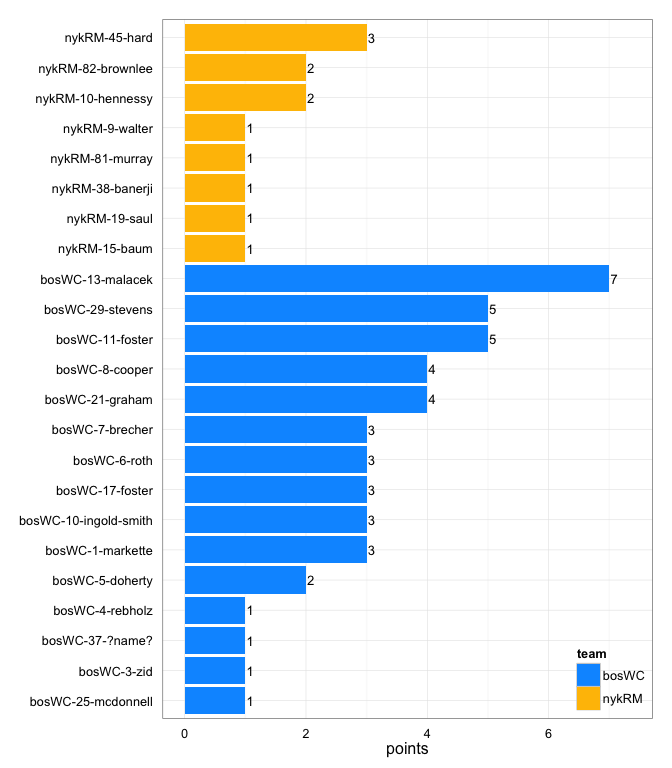 nykRM-45-hard 3
nykRM-82-brownlee 2
nykRM-10-hennessy 2
nykRM-9-walter 1
nykRM-81-murray 1
nykRM-38-banerji 1
nykRM-19-saul 1
nykRM-15-baum 1
bosWC-13-malacek 7
bosWC-29-stevens 5
bosWC-11-foster 5
bosWC-8-cooper 4
bosWC-21-graham 4
bosWC-7-brecher 3
bosWC-6-roth 3
bosWC-17-foster 3
bosWC-10-ingold-smith 3
bosWC-1-markette 3
bosWC-5-doherty 2
bosWC-4-rebholz 1
bosWC-37-?name? 1
bosWC-3-zid 1
bosWC-25-mcdonnell 1
team
bosWC
nykRM
0 2 4 6
points